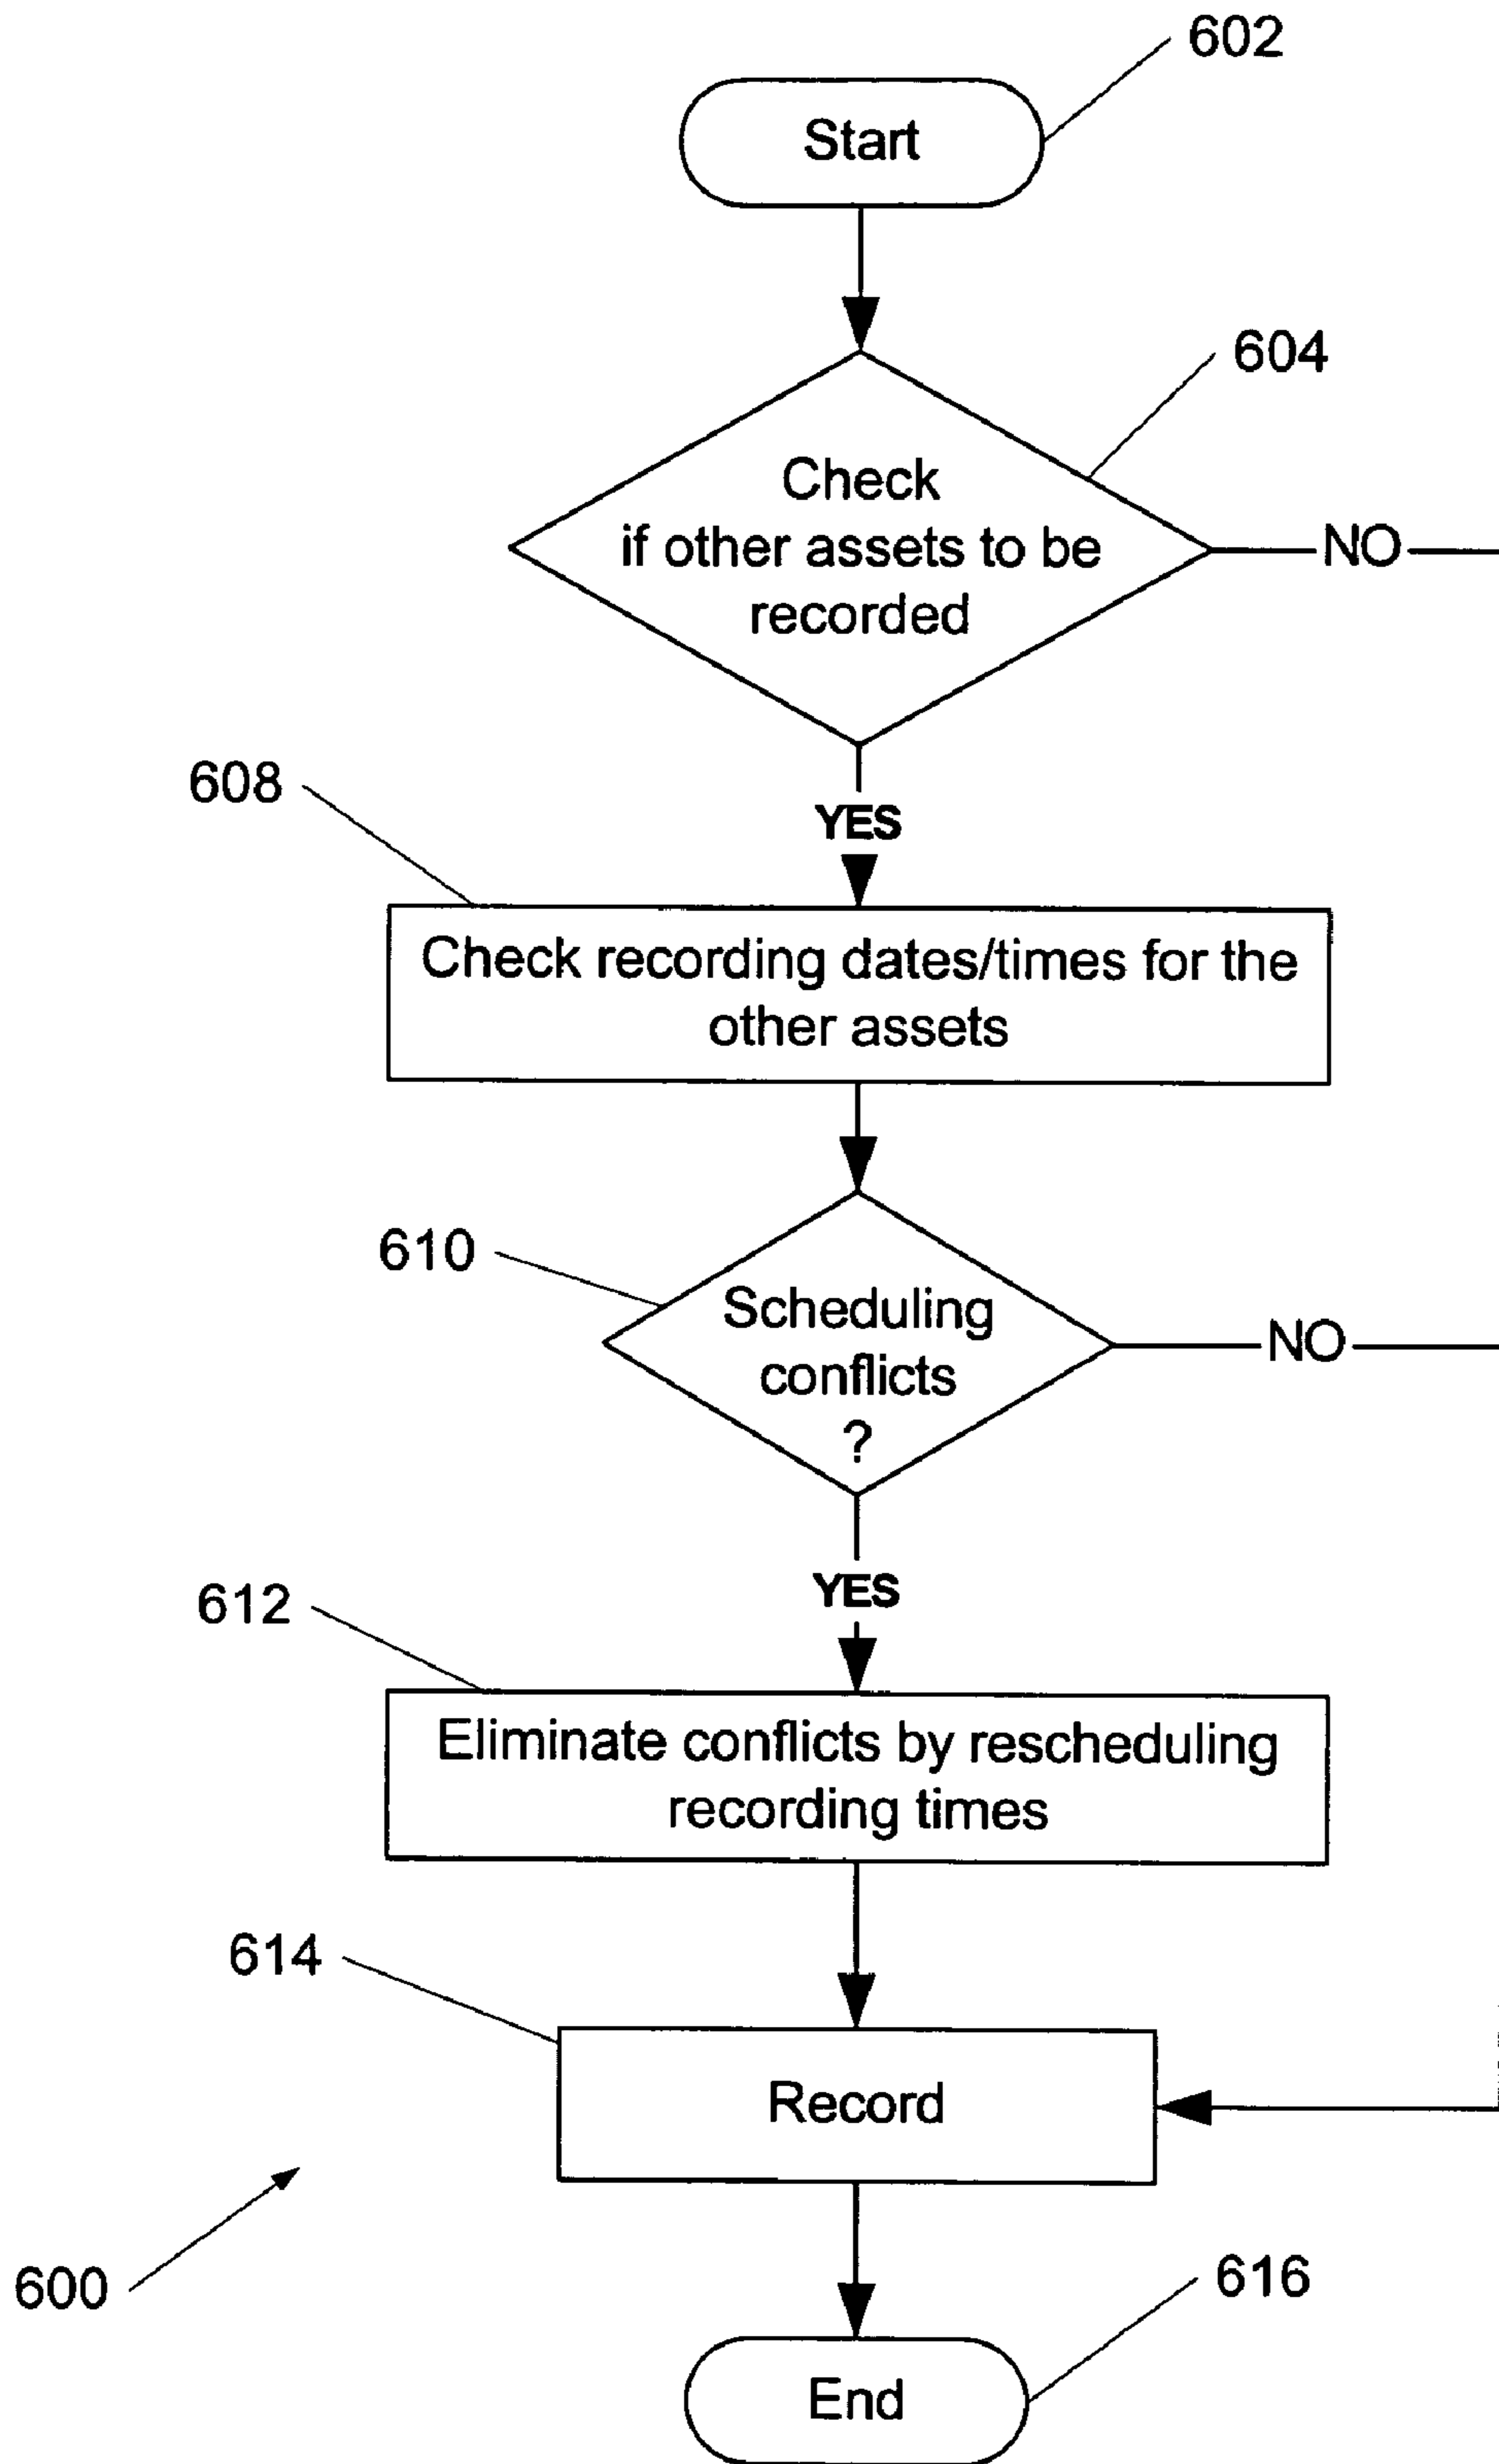 602
Start
604
Check
if other assets to be
recorded
NO
608
YES
Check recording dates/times for the
other assets
610
Scheduling
conflicts
?
NO
YES
612
Eliminate conflicts by rescheduling
recording times
614
Record
600
616
End